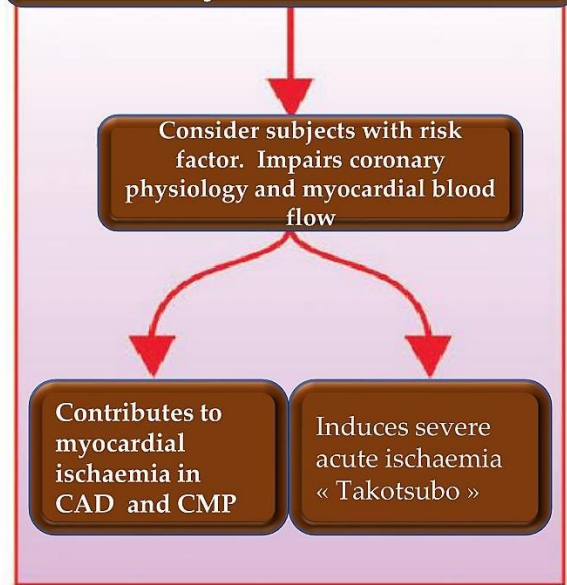 Consider subjects with risk
factor.  Impairs coronary
physiology and myocardial blood
flow
Contributes to
myocardial
ischaemia in
CAD  and CMP
Induces severe
acute ischaemia
« Takotsubo »